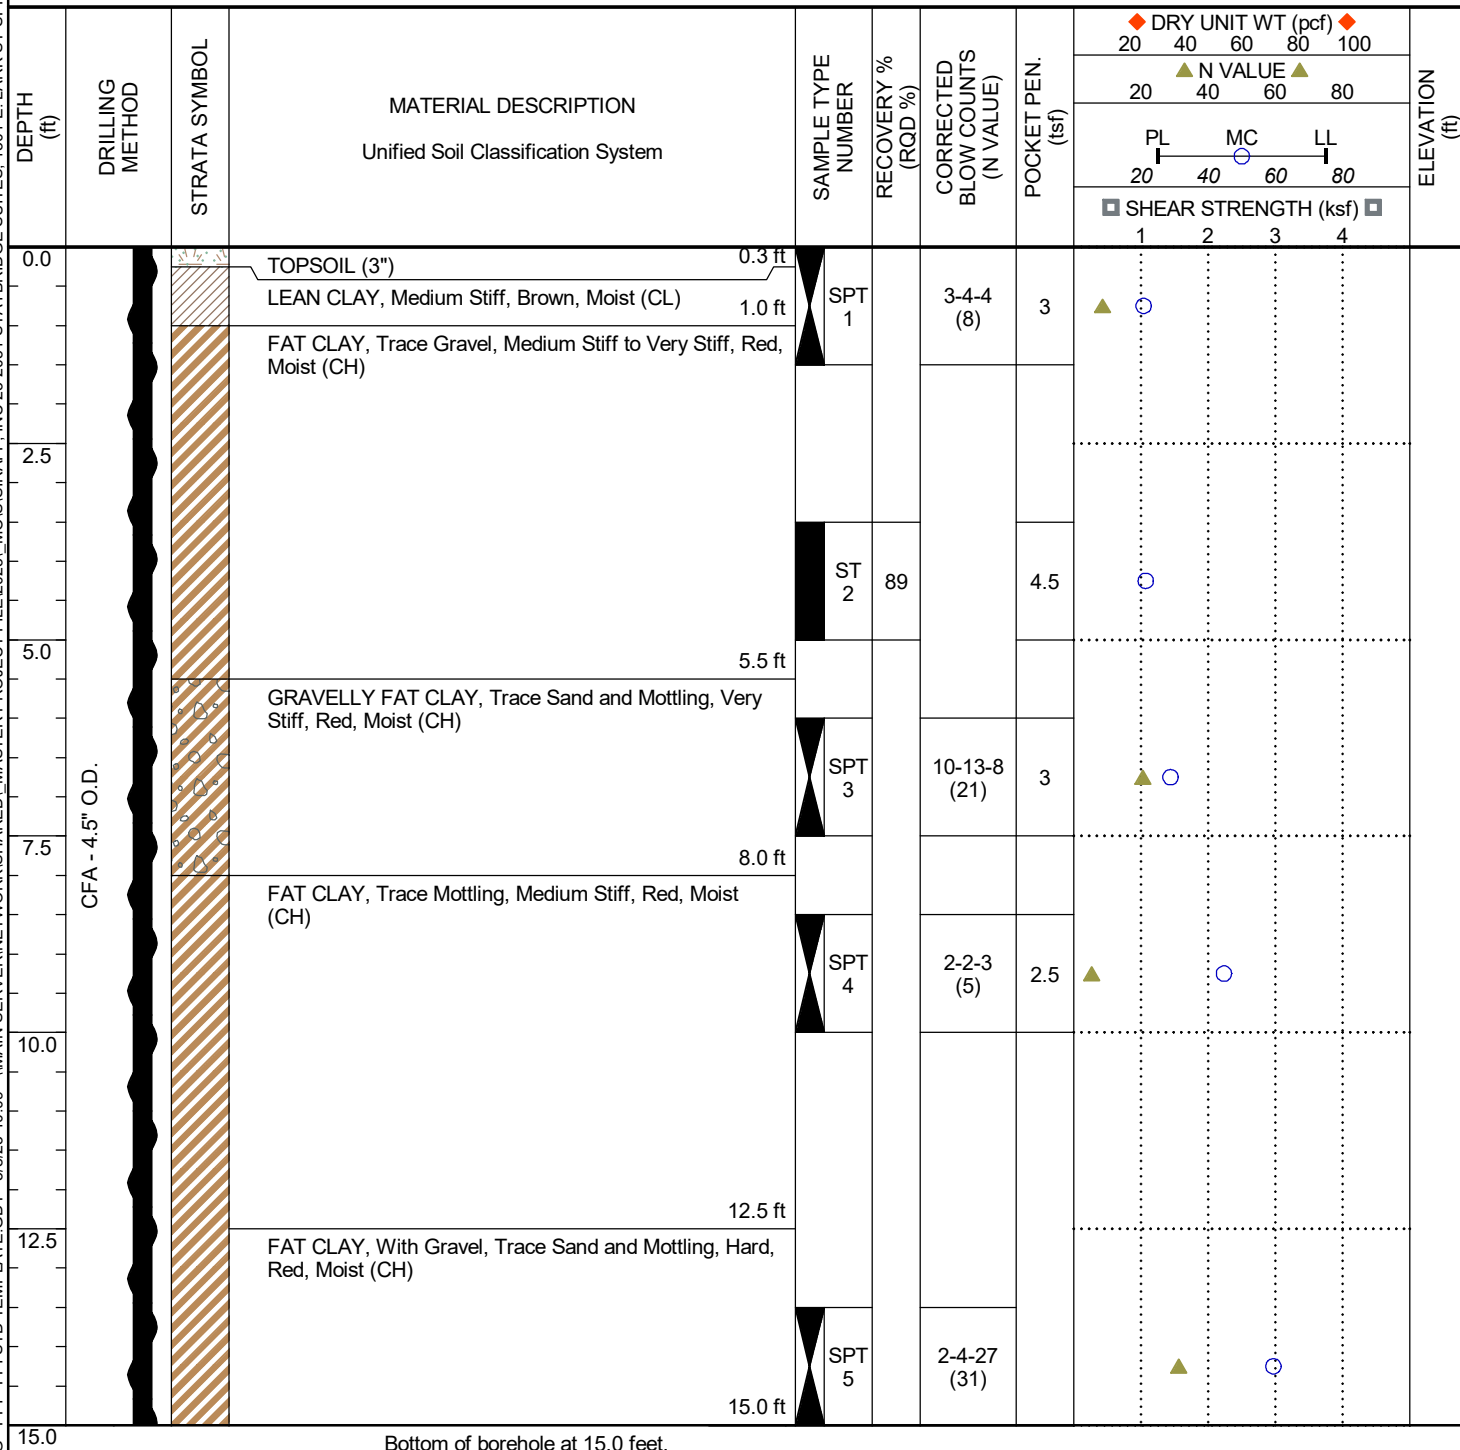 DEPTH
(ft)
DRILLING
METHOD
STRATA SYMBOL
MATERIAL DESCRIPTION
Unified Soil Classification System
SAMPLE TYPE
NUMBER
RECOVERY %
(RQD %)
CORRECTED
BLOW COUNTS
(N VALUE)
POCKET PEN.
(tsf)
DRY UNIT WT (pcf)
20 40 60 80 100
N VALUE
20 40 60 80
PL MC LL
20 40 60 80
SHEAR STRENGTH (ksf)
1 2 3 4
ELEVATION
(ft)
0.0
2.5
5.0
7.5
10.0
12.5
15.0
CFA - 4.5" O.D.
TOPSOIL (3")
0.3 ft
LEAN CLAY, Medium Stiff, Brown, Moist (CL)
1.0 ft
FAT CLAY, Trace Gravel, Medium Stiff to Very Stiff, Red,
Moist (CH)
5.5 ft
GRAVELLY FAT CLAY, Trace Sand and Mottling, Very
Stiff, Red, Moist (CH)
8.0 ft
FAT CLAY, Trace Mottling, Medium Stiff, Red, Moist
(CH)
12.5 ft
FAT CLAY, With Gravel, Trace Sand and Mottling, Hard,
Red, Moist (CH)
15.0 ft
Bottom of borehole at 15.0 feet.
SPT
1
3-4-4
(8)
3
ST
2
89
4.5
SPT
3
10-13-8
(21)
3
SPT
4
2-2-3
(5)
2.5
SPT
5
2-4-27
(31)